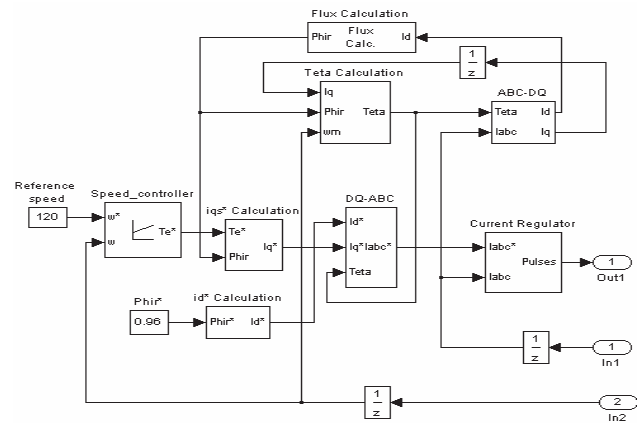 Flux Calculation
Phir Flux Calc. Id
1
z
Teta Calculation
Iq
Phir Teta
wm
ABC-DQ
Teta Id
Iabc Iq
Reference speed
120
Speed_controller
w*
w
Te*
iqs* Calculation
Te*
Iq*
Phir
DQ-ABC
Id*
Iq* Iabc*
Teta
Current Regulator
Iabc*
Pulses
Iabc
1
Out1
Phir*
0.96
id* Calculation
Phir* Id*
1
z
1
In1
1
z
2
In2